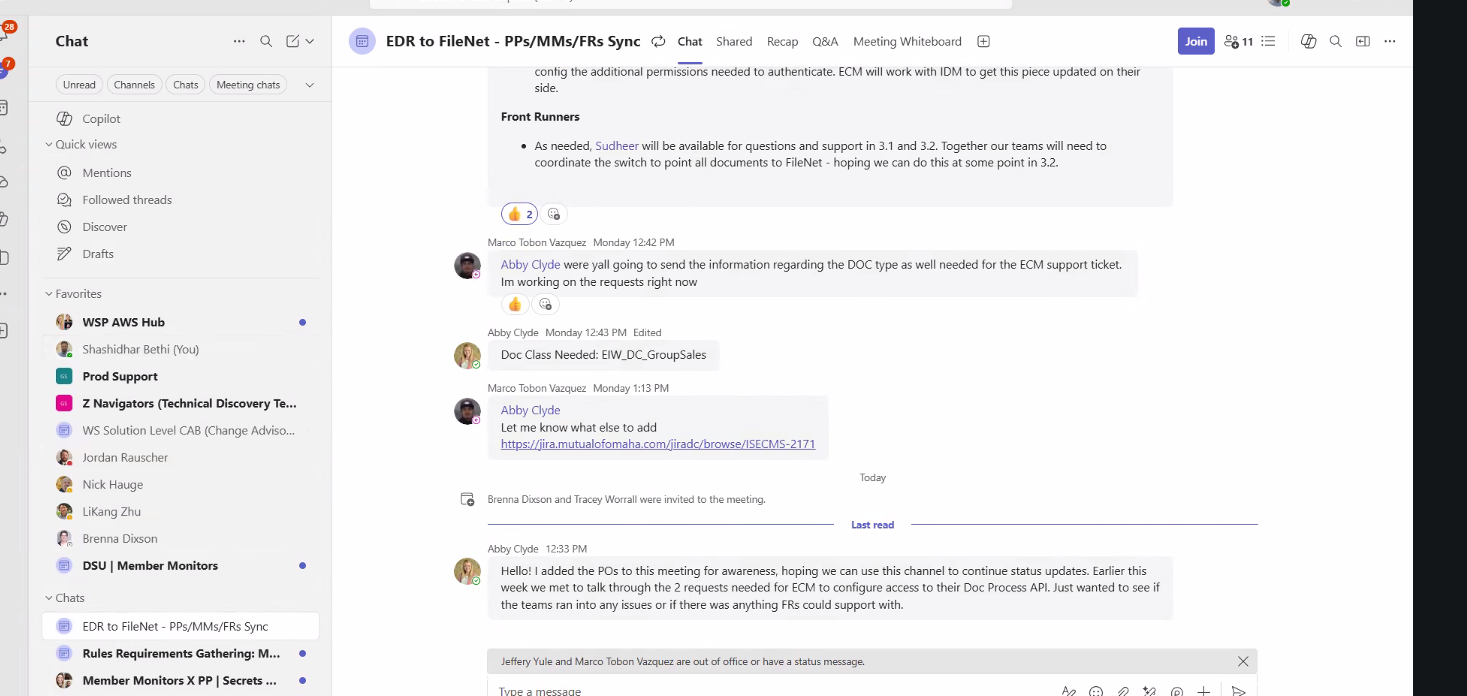 28
7
Chat
Unread
Channels
Chats
Meeting chats
Copilot
Quick views
Mentions
Followed threads
Discover
Drafts
Favorites
WSP AWS Hub
Shashidhar Bethi (You)
GS
Prod Support
GS
Z Navigators (Technical Discovery Te...
WS Solution Level CAB (Change Adviso...
Jordan Rauscher
Nick Hauge
LiKang Zhu
Brenna Dixson
DSU | Member Monitors
Chats
EDR to FileNet - PPs/MMs/FRs Sync
Rules Requirements Gathering: M...
Member Monitors X PP | Secrets ...
EDR to FileNet - PPs/MMs/FRs Sync
Chat
Shared
Recap
Q&A
Meeting Whiteboard
Join
11
config the additional permissions needed to authenticate. ECM will work with IDM to get this piece updated on their
side.
Front Runners
As needed, Sudheer will be available for questions and support in 3.1 and 3.2. Together our teams will need to
coordinate the switch to point all documents to FileNet - hoping we can do this at some point in 3.2.
2
Marco Tobon Vazquez Monday 12:42 PM
Abby Clyde were yall going to send the information regarding the DOC type as well needed for the ECM support ticket.
Im working on the requests right now
Abby Clyde Monday 12:43 PM Edited
Doc Class Needed: EIW_DC_GroupSales
Marco Tobon Vazquez Monday 1:13 PM
Abby Clyde
Let me know what else to add
https://jira.mutualofomaha.com/jiradc/browse/ISECMS-2171
Today
Brenna Dixson and Tracey Worrall were invited to the meeting.
Last read
Abby Clyde 12:33 PM
Hello! I added the POs to this meeting for awareness, hoping we can use this channel to continue status updates. Earlier this
week we met to talk through the 2 requests needed for ECM to configure access to their Doc Process API. Just wanted to see if
the teams ran into any issues or if there was anything FRs could support with.
Jeffery Yule and Marco Tobon Vazquez are out of office or have a status message.
Type a message